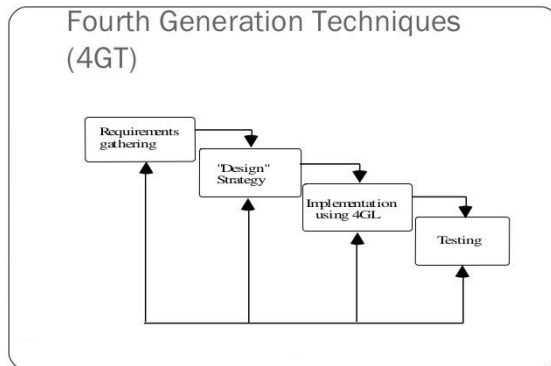 Fourth Generation Techniques
(4GT)
Requirements
gathering
"Design"
Strategy
Implementation
using 4GL
Testing